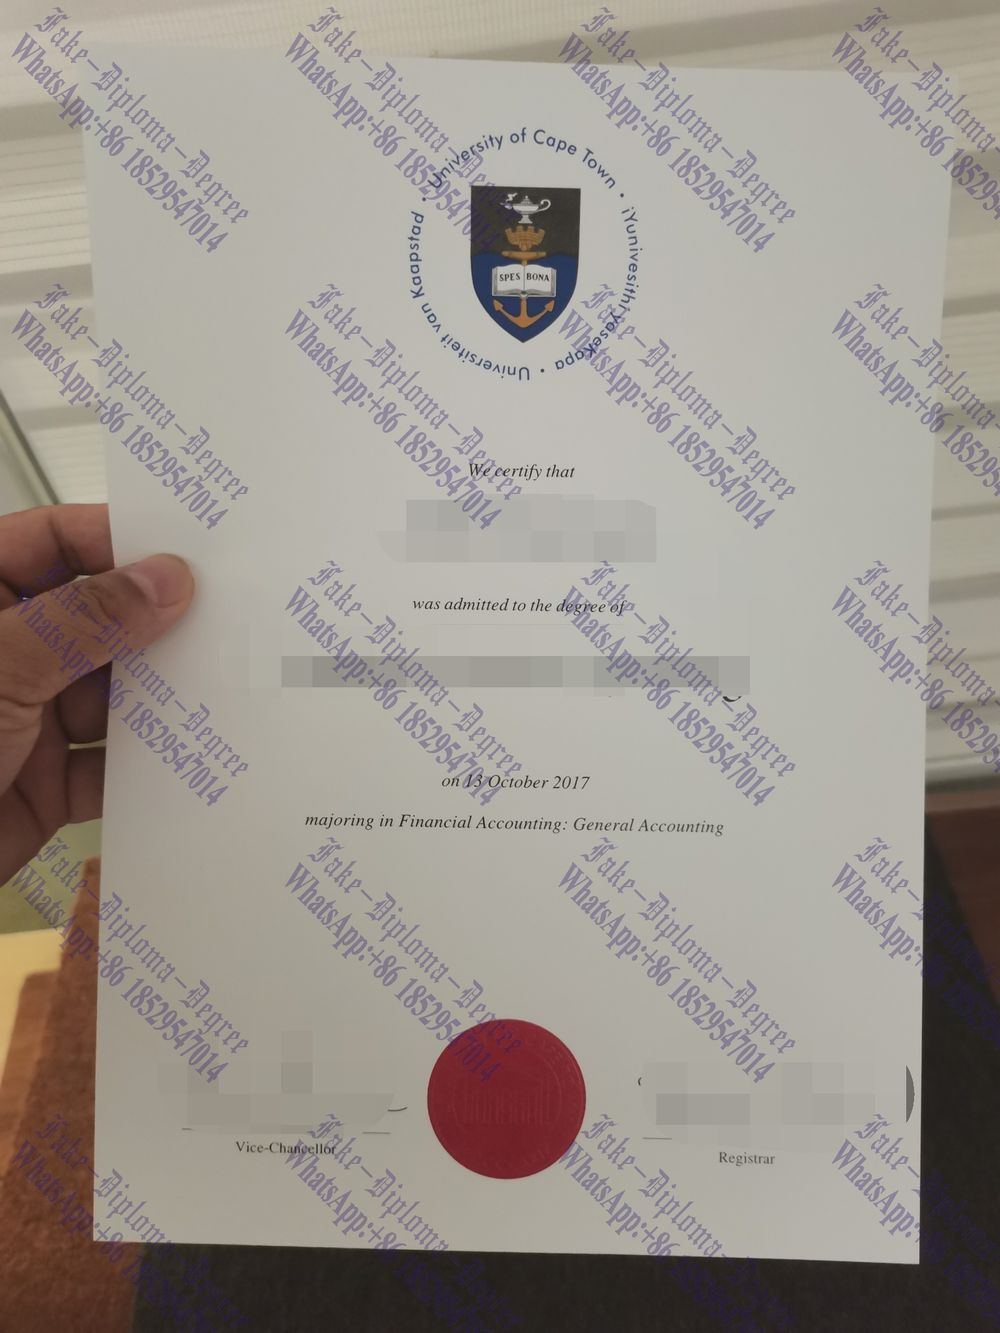 University of Cape Town • iYunivesithi yaseKapa • Universiteit van Kaapstad •
SPES BONA
We certify that
was admitted to the degree of
on 13 October 2017
majoring in Financial Accounting: General Accounting
Vice-Chancellor
Registrar
Fake-Diploma-Degree
WhatsApp:+86 18529547014